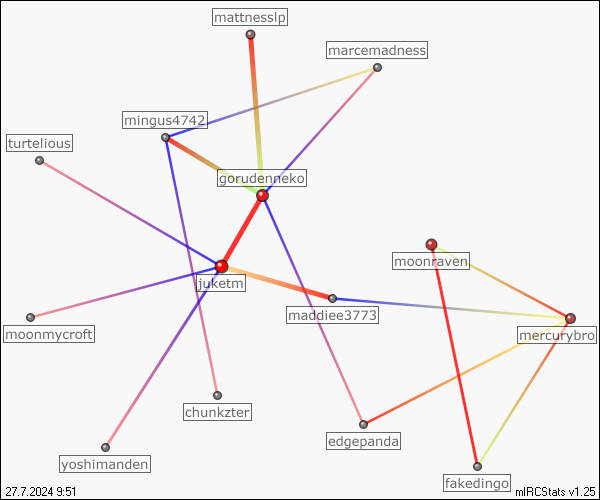 mattnesslp
marcemadness
mingus4742
turtelious
gorudenneko
moonraven
juketm
maddiee3773
moonmycroft
mercurybro
chunkzter
edgepanda
yoshimanden
fakedingo
27.7.2024 9:51
mIRCStats v1.25